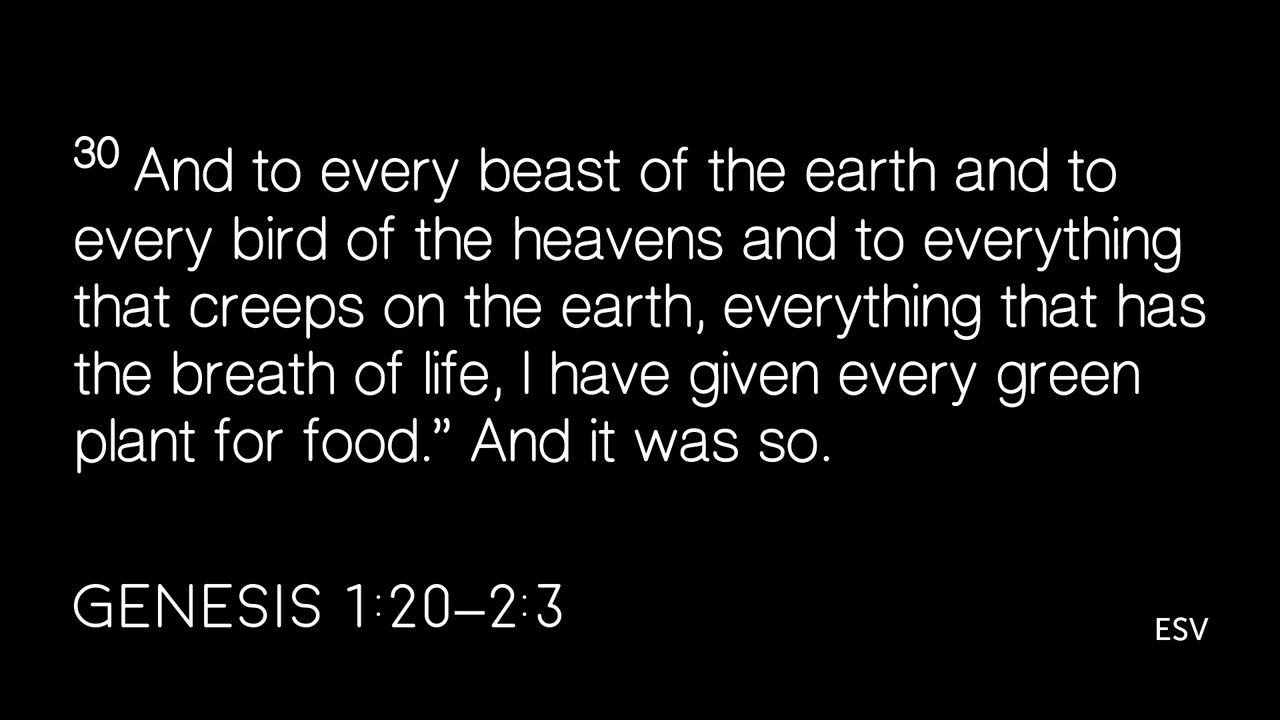 30 And to every beast of the earth and to
every bird of the heavens and to everything
that creeps on the earth, everything that has
the breath of life, I have given every green
plant for food.” And it was so.
GENESIS 1:20–2:3
ESV